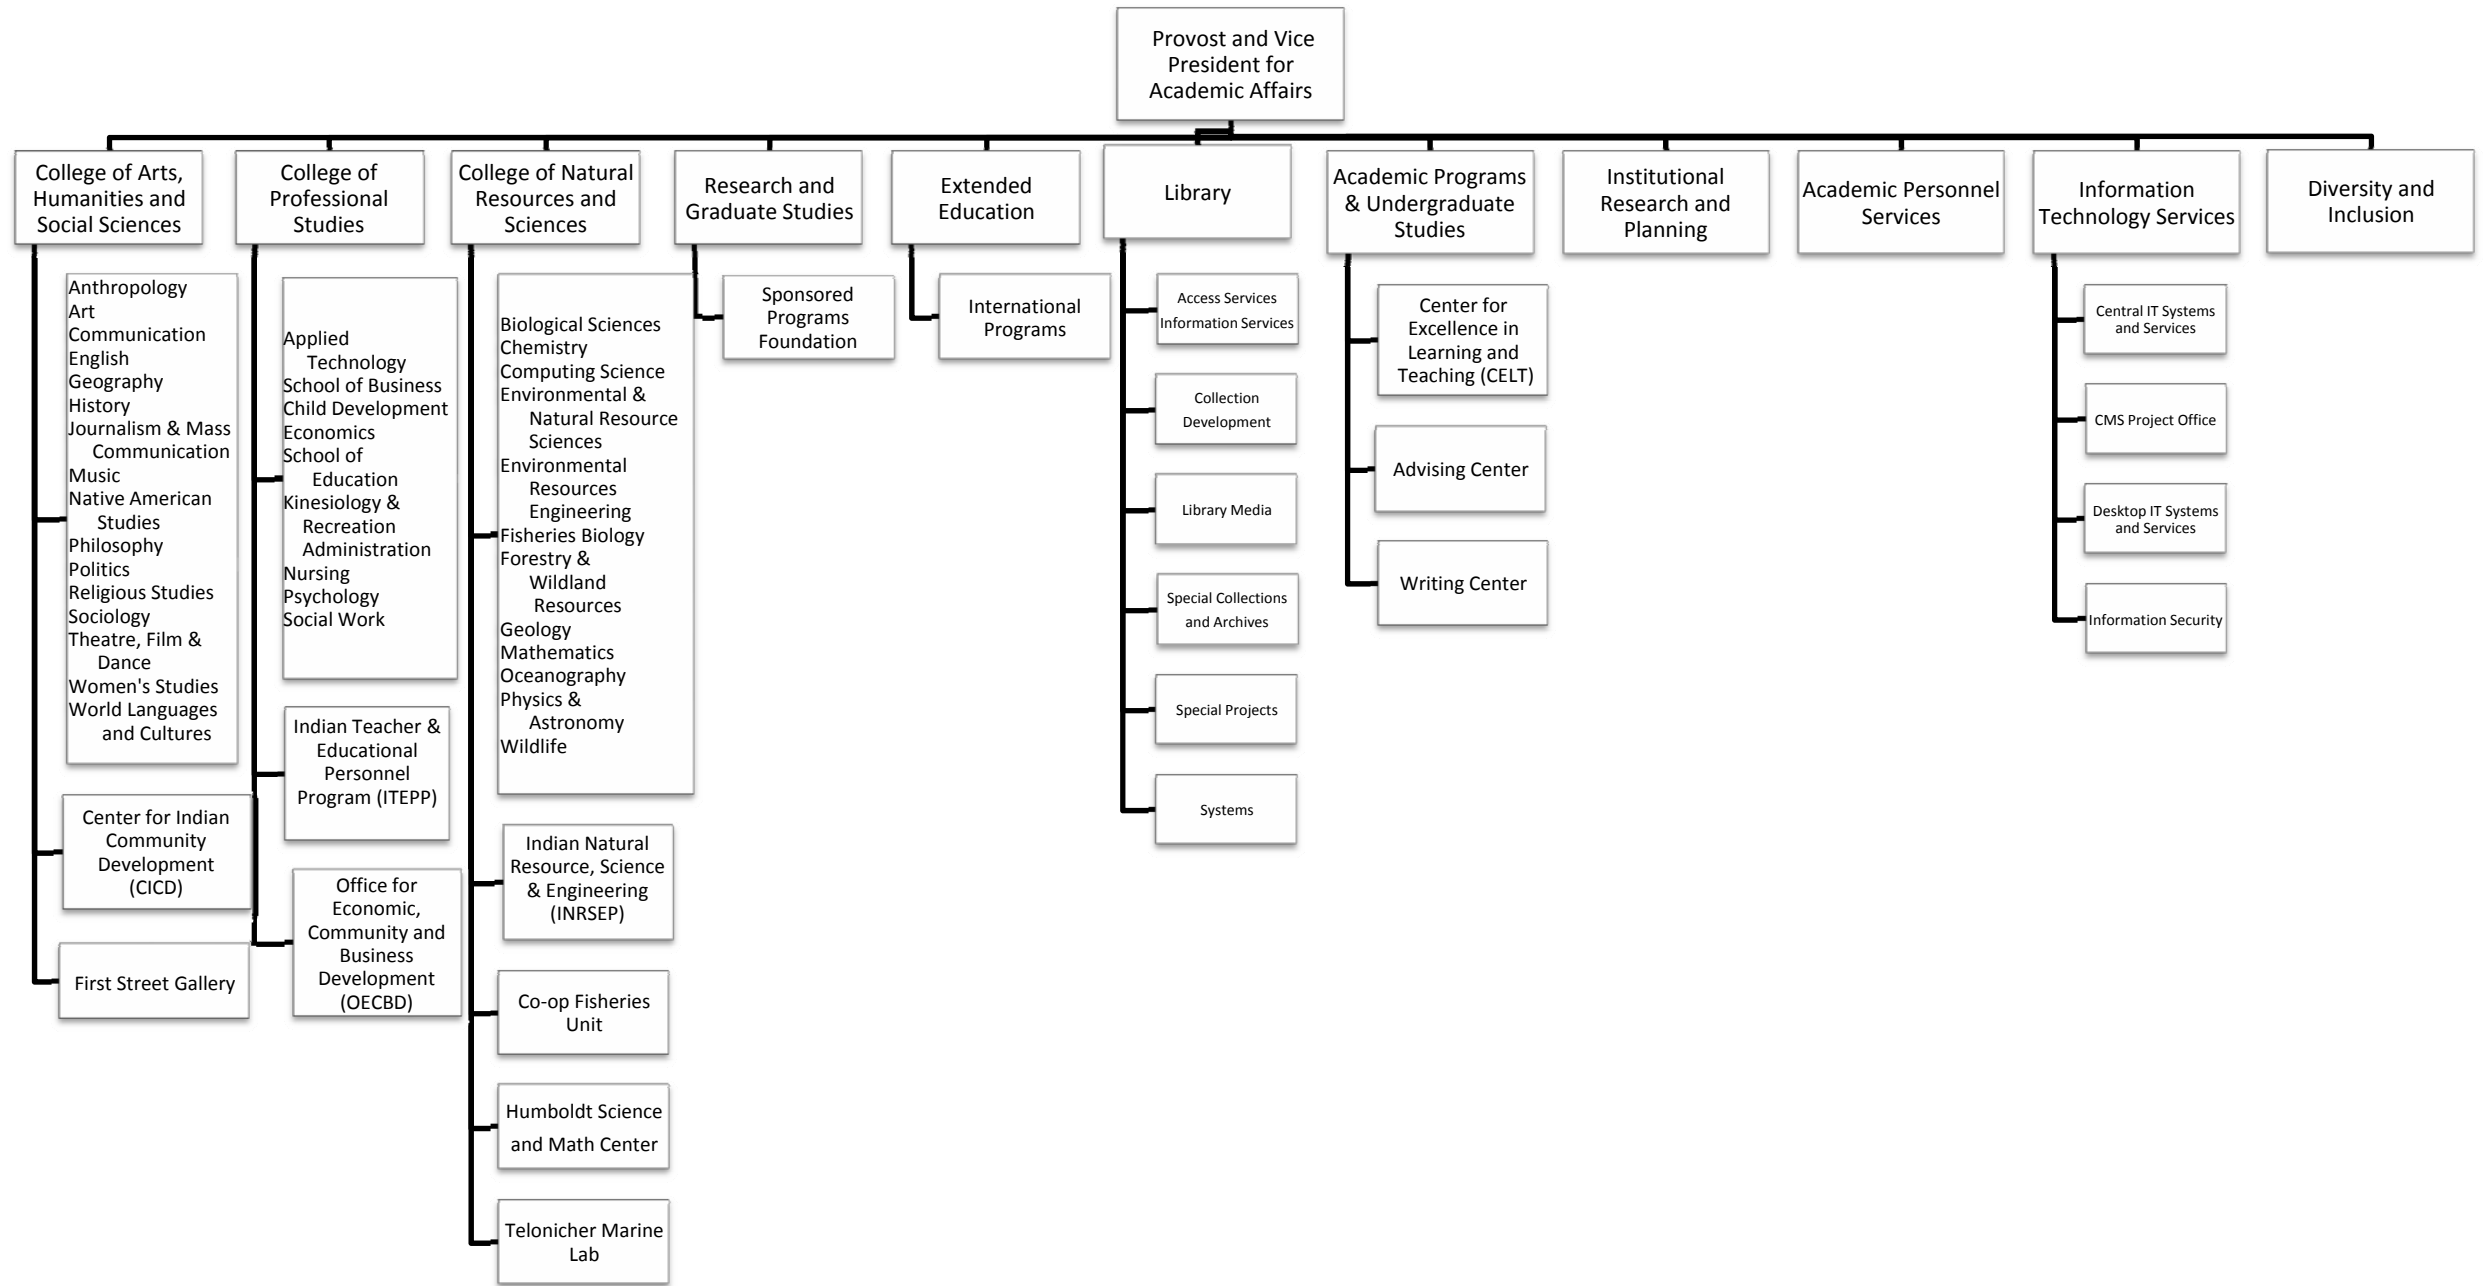 Provost and Vice
President for
Academic Affairs
College of Arts,
Humanities and
Social Sciences
Anthropology
Art
Communication
English
Geography
History
Journalism & Mass
Communication
Music
Native American
Studies
Philosophy
Politics
Religious Studies
Sociology
Theatre, Film &
Dance
Women's Studies
World Languages
and Cultures
Center for Indian
Community
Development
(CICD)
First Street Gallery
College of
Professional
Studies
Applied
Technology
School of Business
Child Development
Economics
School of
Education
Kinesiology &
Recreation
Administration
Nursing
Psychology
Social Work
Indian Teacher &
Educational
Personnel
Program (ITEPP)
Office for
Economic,
Community and
Business
Development
(OECBD)
College of Natural
Resources and
Sciences
Biological Sciences
Chemistry
Computing Science
Environmental &
Natural Resource
Sciences
Environmental
Resources
Engineering
Fisheries Biology
Forestry &
Wildland
Resources
Geology
Mathematics
Oceanography
Physics &
Astronomy
Wildlife
Indian Natural
Resource, Science
& Engineering
(INRSEP)
Co-op Fisheries
Unit
Humboldt Science
and Math Center
Telonicher Marine
Lab
Research and
Graduate Studies
Sponsored
Programs
Foundation
Extended
Education
International
Programs
Library
Access Services
Information Services
Collection
Development
Library Media
Special Collections
and Archives
Special Projects
Systems
Academic Programs
& Undergraduate
Studies
Center for
Excellence in
Learning and
Teaching (CELT)
Advising Center
Writing Center
Institutional
Research and
Planning
Academic Personnel
Services
Information
Technology Services
Central IT Systems
and Services
CMS Project Office
Desktop IT Systems
and Services
Information Security
Diversity and
Inclusion